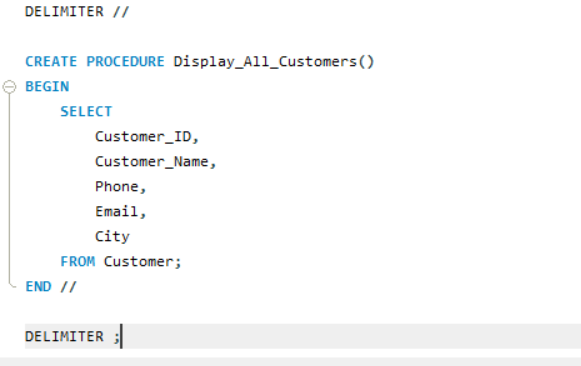 DELIMITER //
CREATE PROCEDURE Display_All_Customers()
BEGIN
SELECT
Customer_ID,
Customer_Name,
Phone,
Email,
City
FROM Customer;
END //
DELIMITER ;